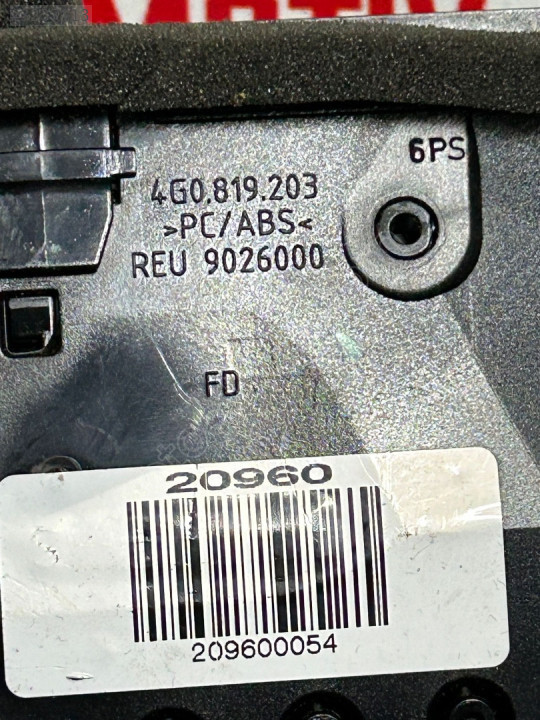 6PS
4G0.819.203
>PC/ABS<
REU 9026000
FD
20960
209600054